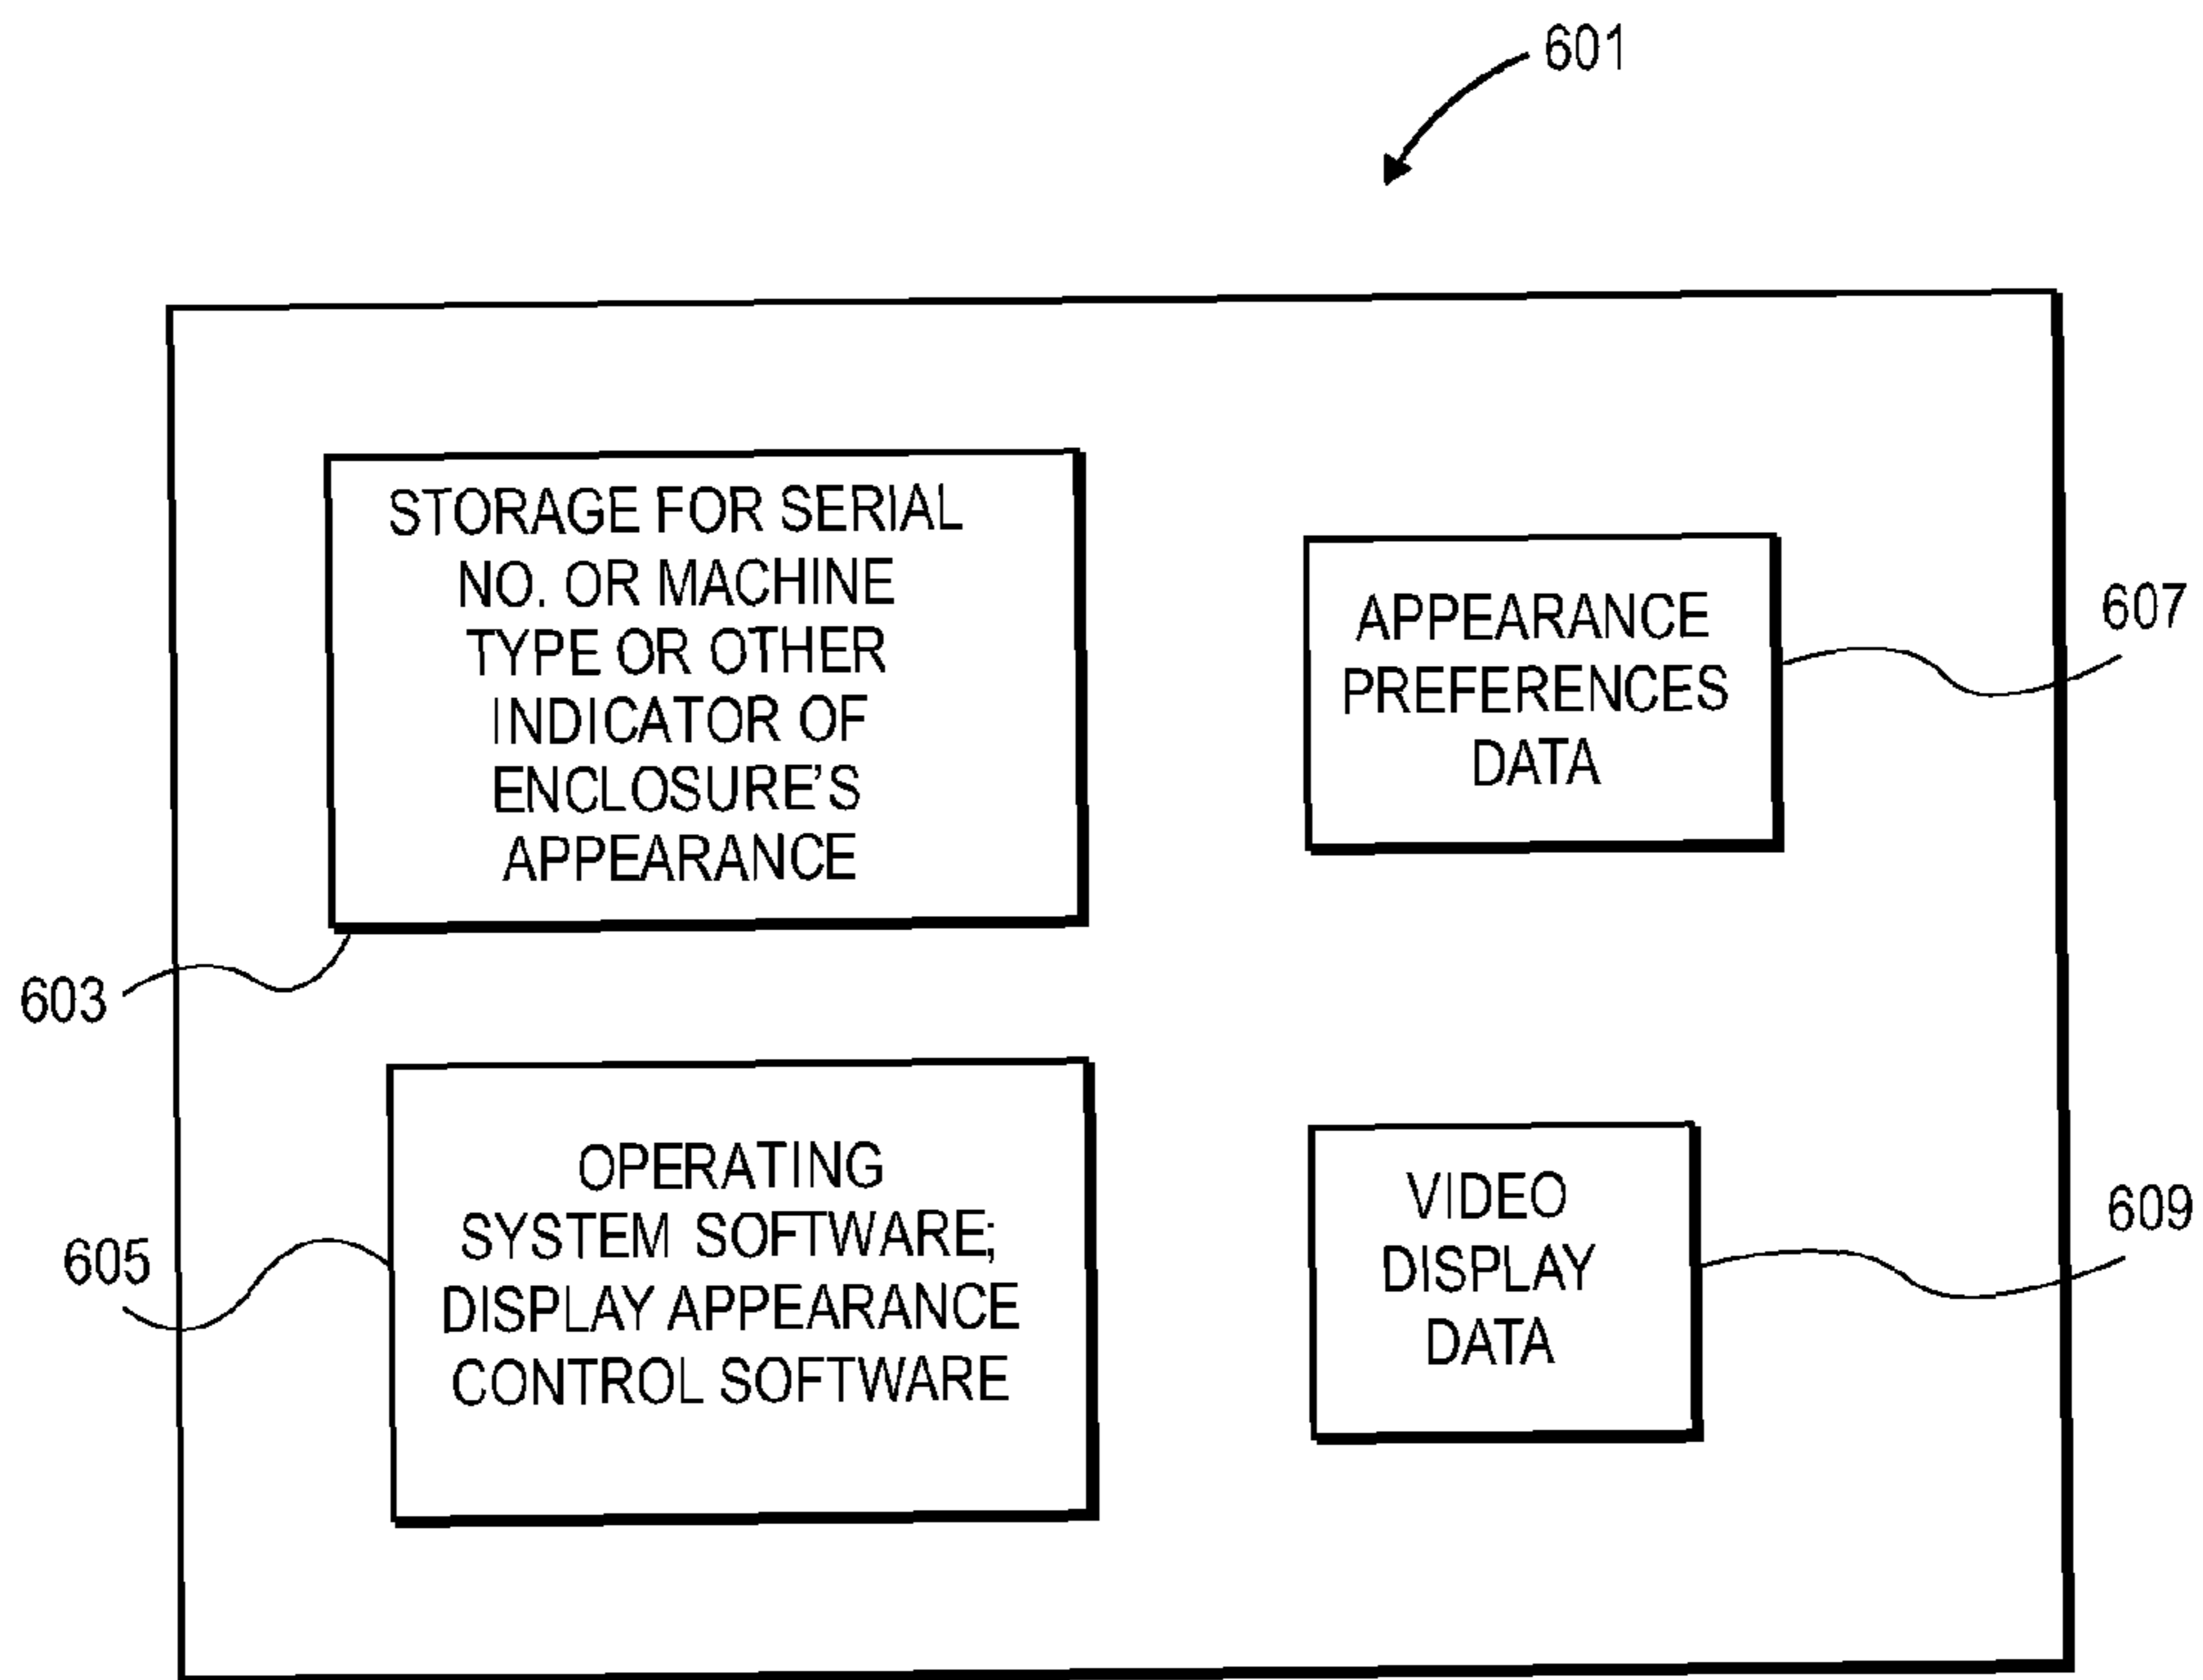 601
STORAGE FOR SERIAL
NO. OR MACHINE
TYPE OR OTHER
INDICATOR OF
ENCLOSURE'S
APPEARANCE
603
APPEARANCE
PREFERENCES
DATA
607
OPERATING
SYSTEM SOFTWARE;
DISPLAY APPEARANCE
CONTROL SOFTWARE
605
VIDEO
DISPLAY
DATA
609